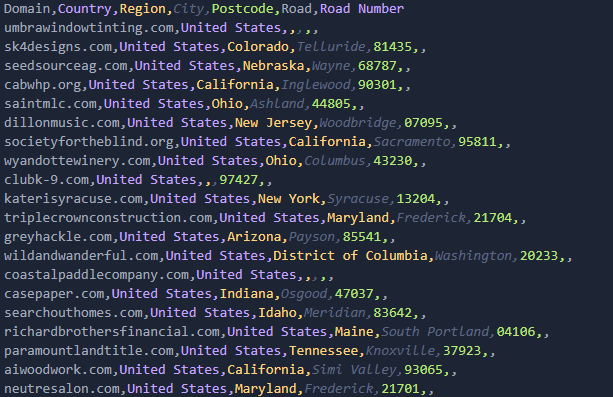 Domain,Country,Region,City,Postcode,Road,Road Number
umbrawindowtinting.com,United States,,,,,
sk4designs.com,United States,Colorado,Telluride,81435,,
seedsourceag.com,United States,Nebraska,Wayne,68787,,
cabwhp.org,United States,California,Inglewood,90301,,
saintmlc.com,United States,Ohio,Ashland,44805,,
dillonmusic.com,United States,New Jersey,Woodbridge,07095,,
societyfortheblind.org,United States,California,Sacramento,95811,,
wyandottewinery.com,United States,Ohio,Columbus,43230,,
clubk-9.com,United States,,,97427,,
katerisyracuse.com,United States,New York,Syracuse,13204,,
triplecrownconstruction.com,United States,Maryland,Frederick,21704,,
greyhackle.com,United States,Arizona,Payson,85541,,
wildandwanderful.com,United States,District of Columbia,Washington,20233,,
coastalpaddlecompany.com,United States,,,,,
casepaper.com,United States,Indiana,Osgood,47037,,
searchouthomes.com,United States,Idaho,Meridian,83642,,
richardbrothersfinancial.com,United States,Maine,South Portland,04106,,
paramountlandtitle.com,United States,Tennessee,Knoxville,37923,,
aiwoodwork.com,United States,California,Simi Valley,93065,,
neutresalon.com,United States,Maryland,Frederick,21701,,